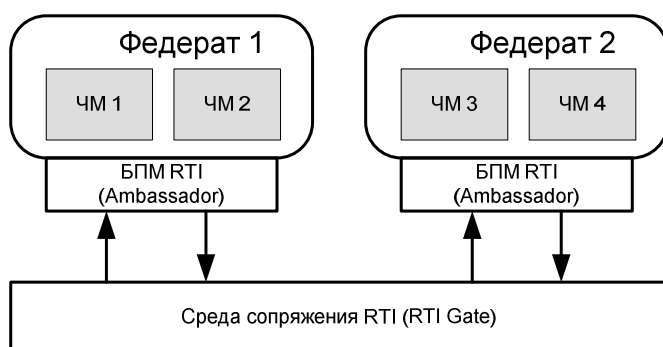 Федерат 1
ЧМ 1
ЧМ 2
БПМ RTI
(Ambassador)
Федерат 2
ЧМ 3
ЧМ 4
БПМ RTI
(Ambassador)
Среда сопряжения RTI (RTI Gate)